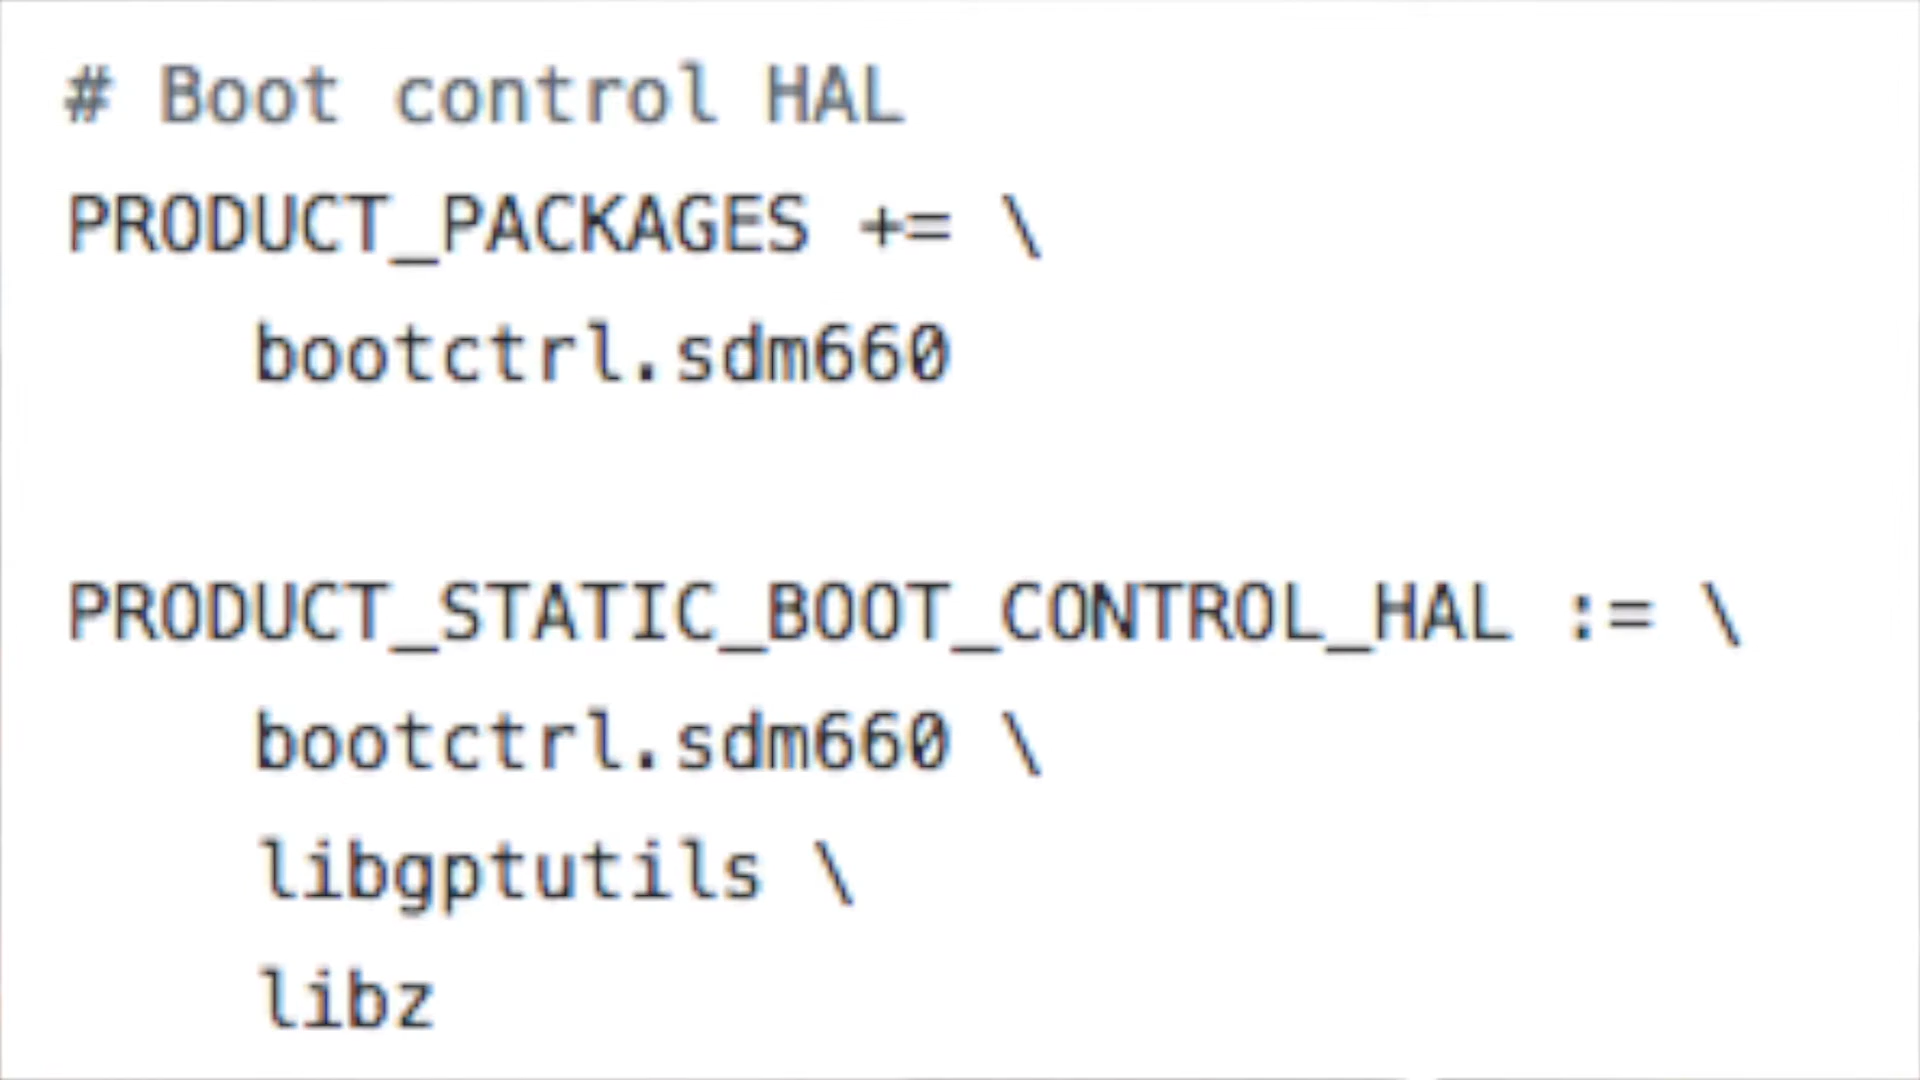 # Boot control HAL
PRODUCT_PACKAGES += \
    bootctrl.sdm660

PRODUCT_STATIC_BOOT_CONTROL_HAL := \
    bootctrl.sdm660 \
    libgptutils \
    libz